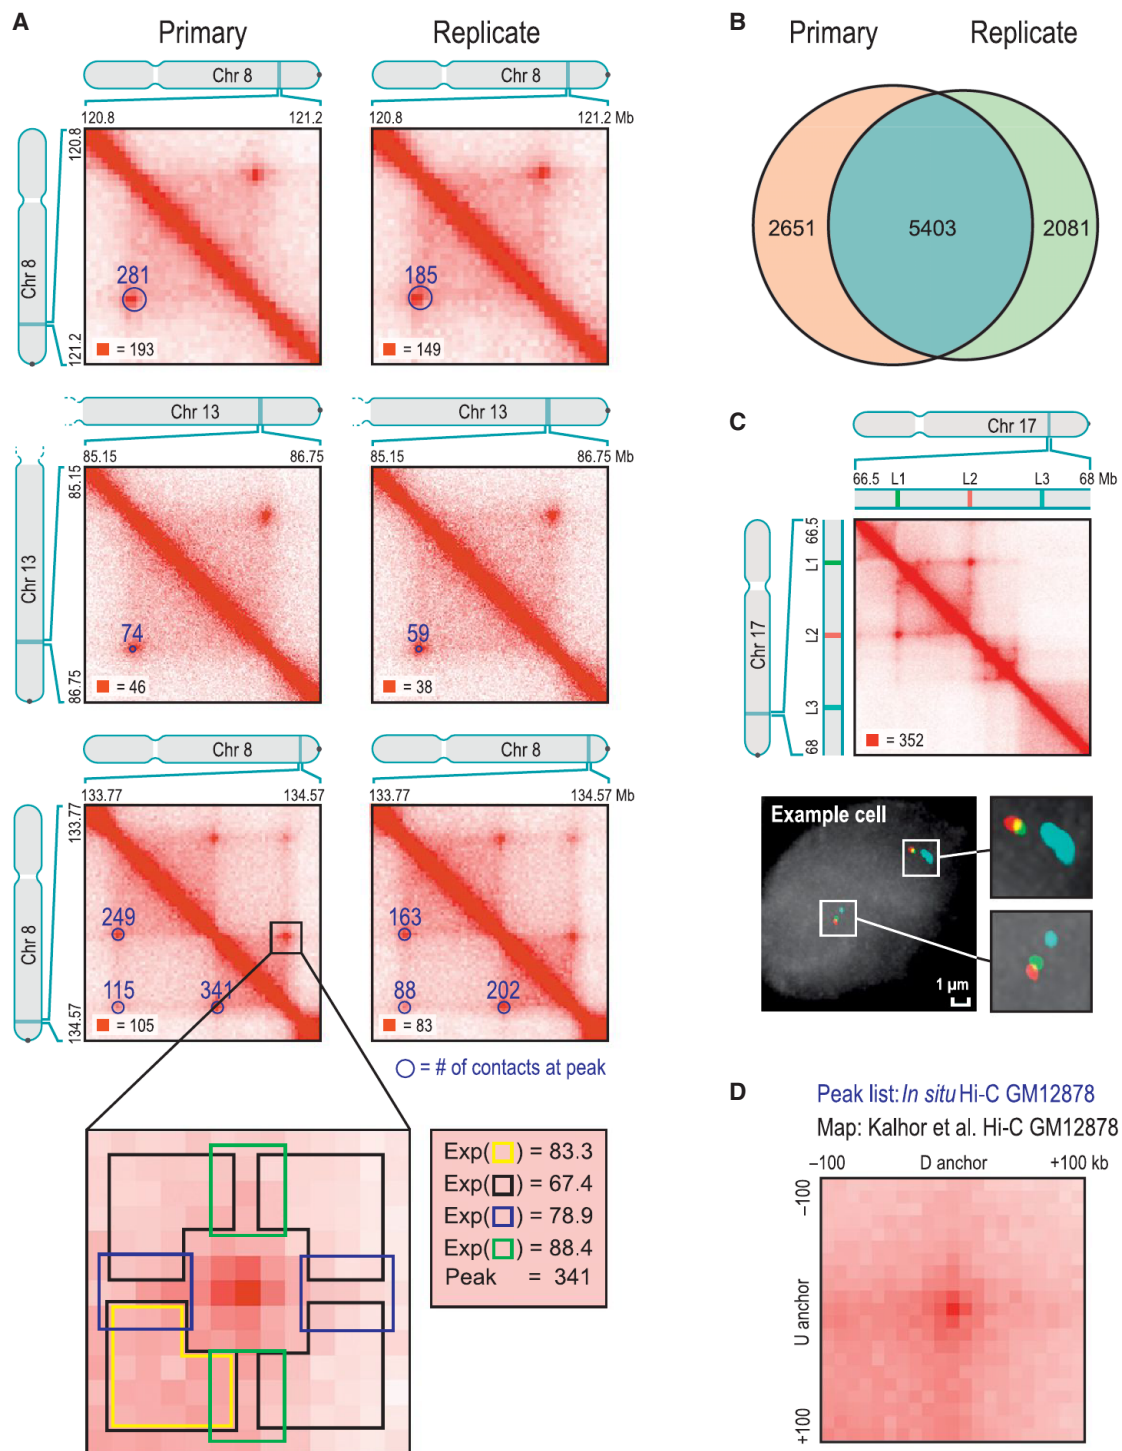 A
Primary
Replicate
Chr 8
Chr 8
120.8
121.2
120.8
121.2 Mb
Chr 8
120.8
121.2
281
= 193
185
= 149
Chr 13
Chr 13
85.15
86.75
85.15
86.75 Mb
Chr 13
85.15
86.75
74
= 46
59
= 38
Chr 8
Chr 8
133.77
134.57
133.77
134.57 Mb
Chr 8
133.77
134.57
249
115
341
= 105
163
88
202
= 83
= # of contacts at peak
Exp( ) = 83.3
Exp( ) = 67.4
Exp( ) = 78.9
Exp( ) = 88.4
Peak = 341
B
Primary
Replicate
2651
5403
2081
C
Chr 17
66.5 L1 L2 L3 68 Mb
Chr 17
66.5
L1
L2
L3
68
= 352
Example cell
1 µm
D
Peak list: In situ Hi-C GM12878
Map: Kalhor et al. Hi-C GM12878
–100 D anchor +100 kb
–100
U anchor
+100